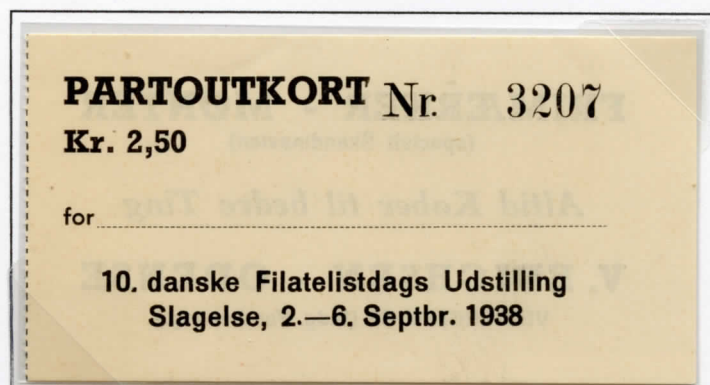 PARTOUTKORT Nr. 3207
Kr. 2,50
for
10. danske Filatelistdags Udstilling
Slagelse, 2.—6. Septbr. 1938